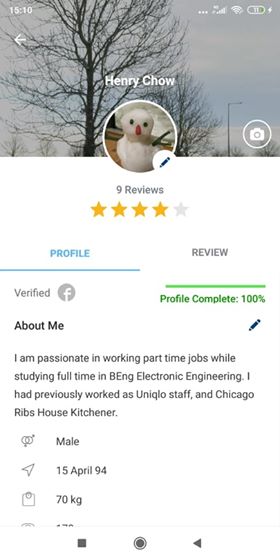 15:10
Henry Chow
9 Reviews
PROFILE
REVIEW
Verified
Profile Complete: 100%
About Me
I am passionate in working part time jobs while
studying full time in BEng Electronic Engineering. I
had previously worked as Uniqlo staff, and Chicago
Ribs House Kitchener.
Male
15 April 94
70 kg